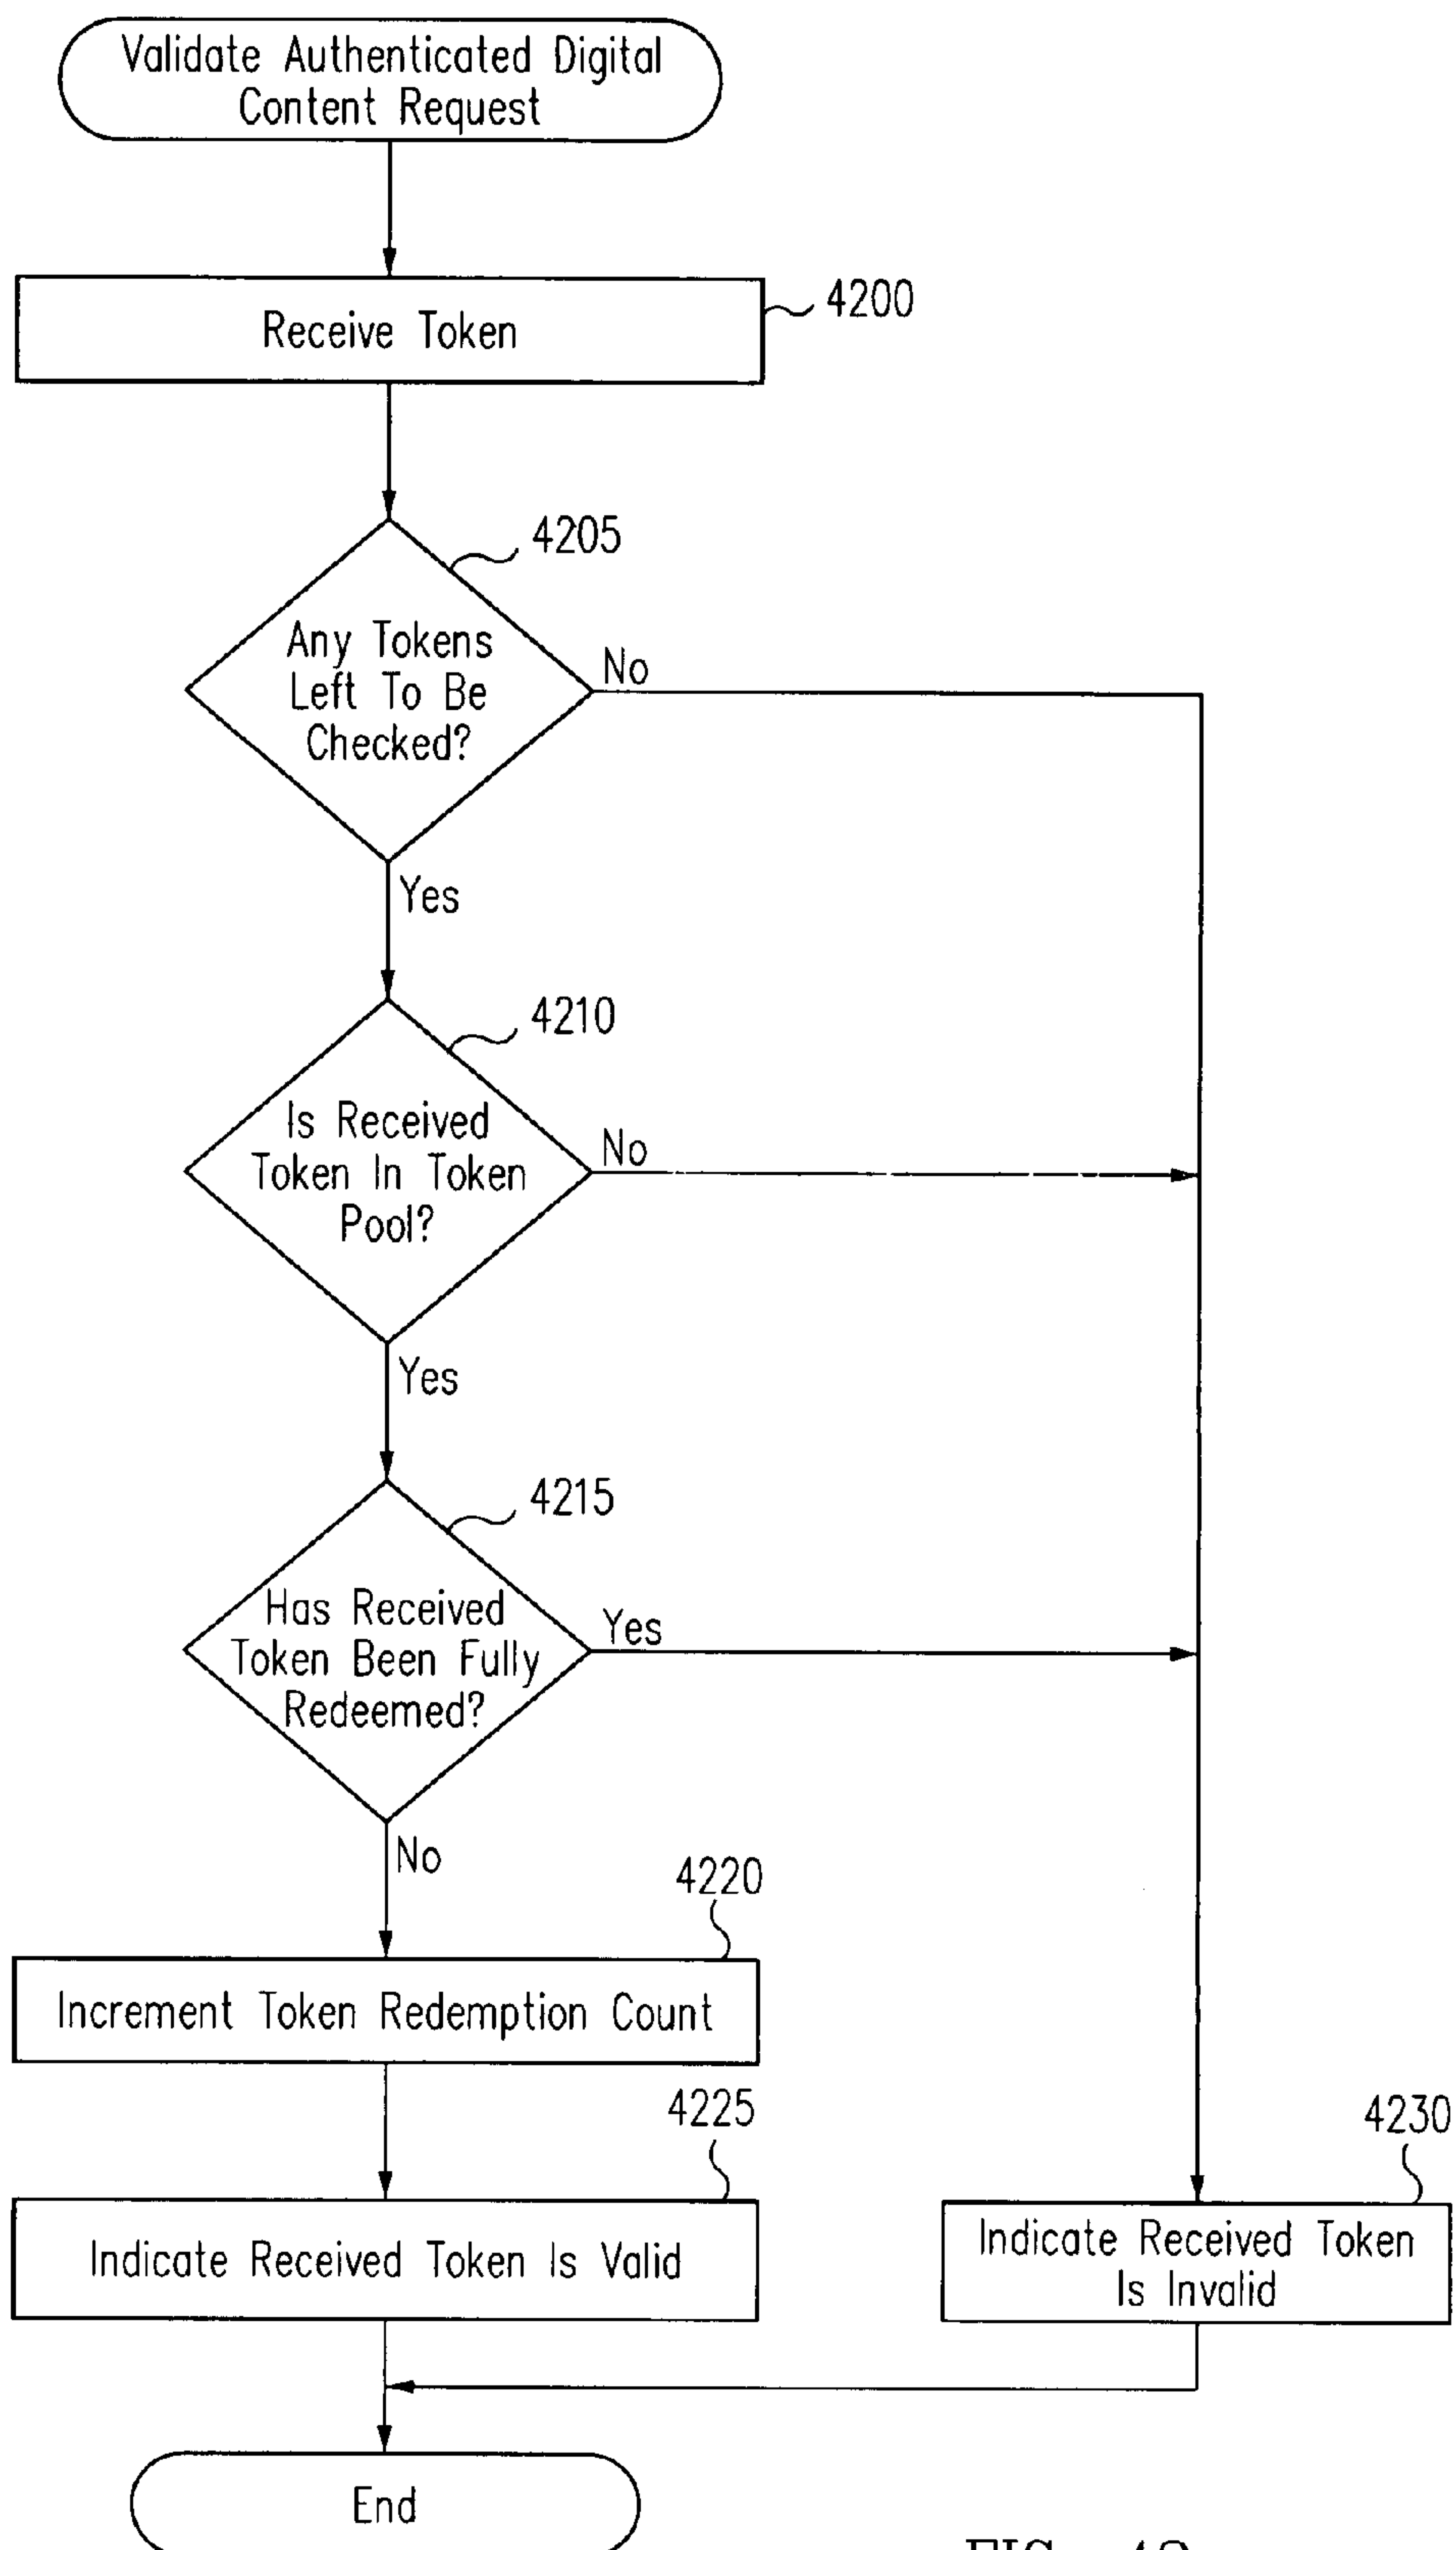 Validate Authenticated Digital
Content Request
Receive Token
4200
4205
Any Tokens
Left To Be
Checked?
No
Yes
4210
Is Received
Token In Token
Pool?
No
Yes
4215
Has Received
Token Been Fully
Redeemed?
Yes
No
4220
Increment Token Redemption Count
4225
Indicate Received Token Is Valid
4230
Indicate Received Token
Is Invalid
End
FIG.